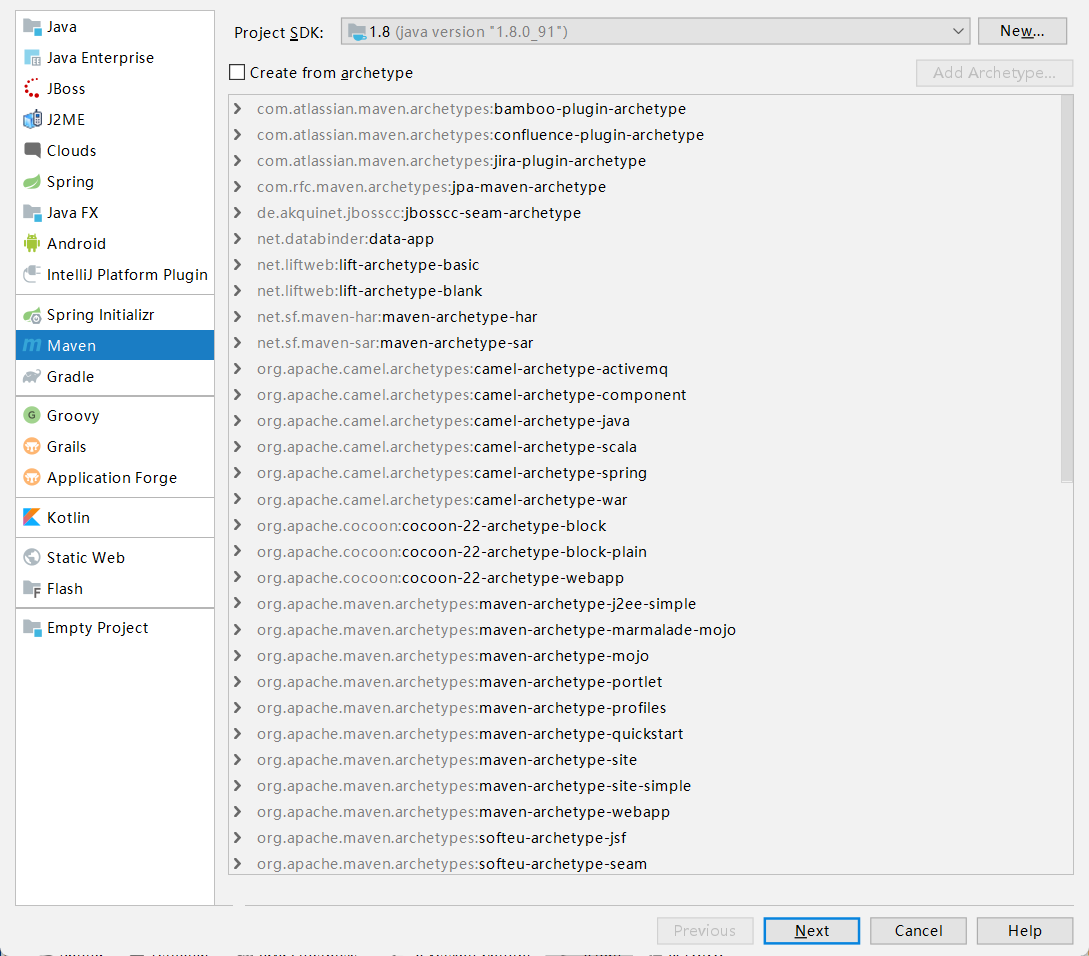 Java
Java Enterprise
JBoss
J2ME
Clouds
Spring
Java FX
Android
IntelliJ Platform Plugin
Spring Initializr
Maven
Gradle
Groovy
Grails
Application Forge
Kotlin
Static Web
Flash
Empty Project
Project SDK: 1.8 (java version "1.8.0_91") New...
Create from archetype Add Archetype...
com.atlassian.maven.archetypes:bamboo-plugin-archetype
com.atlassian.maven.archetypes:confluence-plugin-archetype
com.atlassian.maven.archetypes:jira-plugin-archetype
com.rfc.maven.archetypes:jpa-maven-archetype
de.akquinet.jbosscc:jbosscc-seam-archetype
net.databinder:data-app
net.liftweb:lift-archetype-basic
net.liftweb:lift-archetype-blank
net.sf.maven-har:maven-archetype-har
net.sf.maven-sar:maven-archetype-sar
org.apache.camel.archetypes:camel-archetype-activemq
org.apache.camel.archetypes:camel-archetype-component
org.apache.camel.archetypes:camel-archetype-java
org.apache.camel.archetypes:camel-archetype-scala
org.apache.camel.archetypes:camel-archetype-spring
org.apache.camel.archetypes:camel-archetype-war
org.apache.cocoon:cocoon-22-archetype-block
org.apache.cocoon:cocoon-22-archetype-block-plain
org.apache.cocoon:cocoon-22-archetype-webapp
org.apache.maven.archetypes:maven-archetype-j2ee-simple
org.apache.maven.archetypes:maven-archetype-marmalade-mojo
org.apache.maven.archetypes:maven-archetype-mojo
org.apache.maven.archetypes:maven-archetype-portlet
org.apache.maven.archetypes:maven-archetype-profiles
org.apache.maven.archetypes:maven-archetype-quickstart
org.apache.maven.archetypes:maven-archetype-site
org.apache.maven.archetypes:maven-archetype-site-simple
org.apache.maven.archetypes:maven-archetype-webapp
org.apache.maven.archetypes:softeu-archetype-jsf
org.apache.maven.archetypes:softeu-archetype-seam
Previous Next Cancel Help